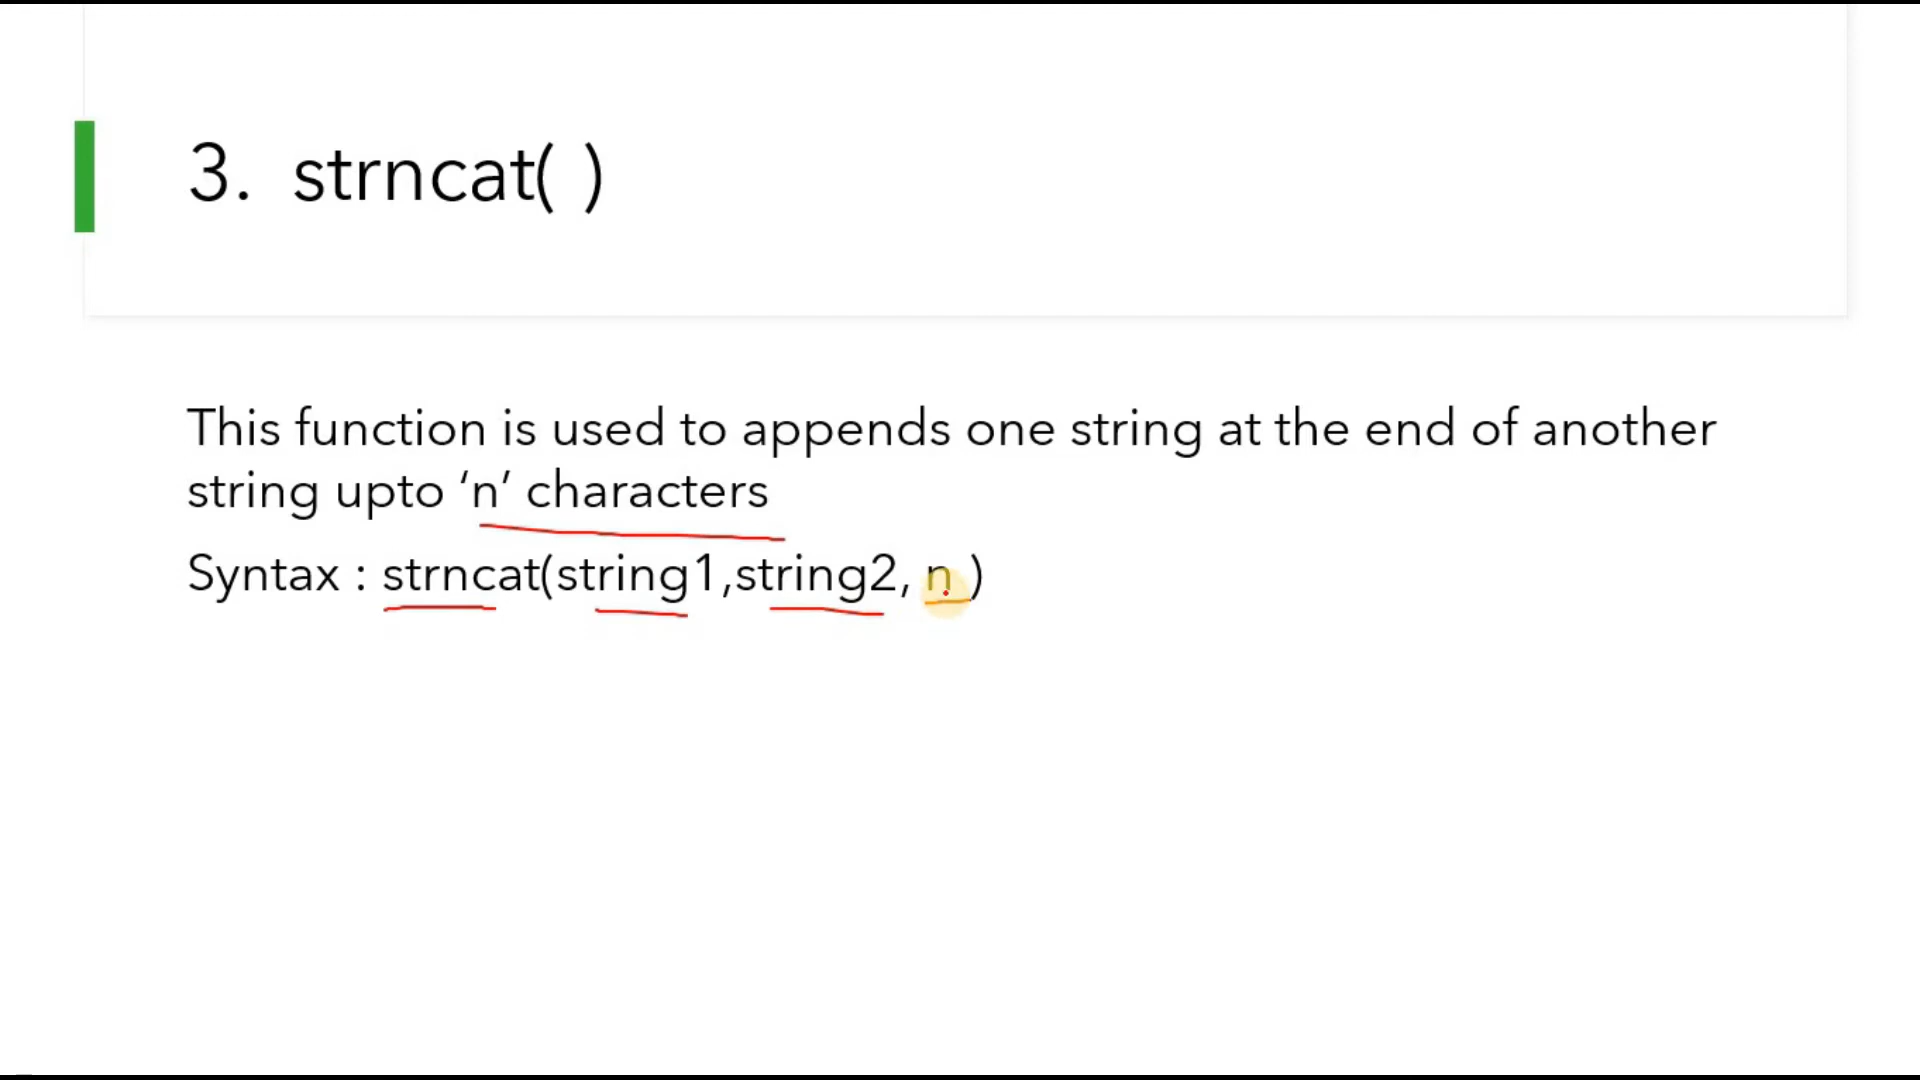 3. strncat( )
This function is used to appends one string at the end of another
string upto ‘n’ characters
Syntax : strncat(string1,string2, n )